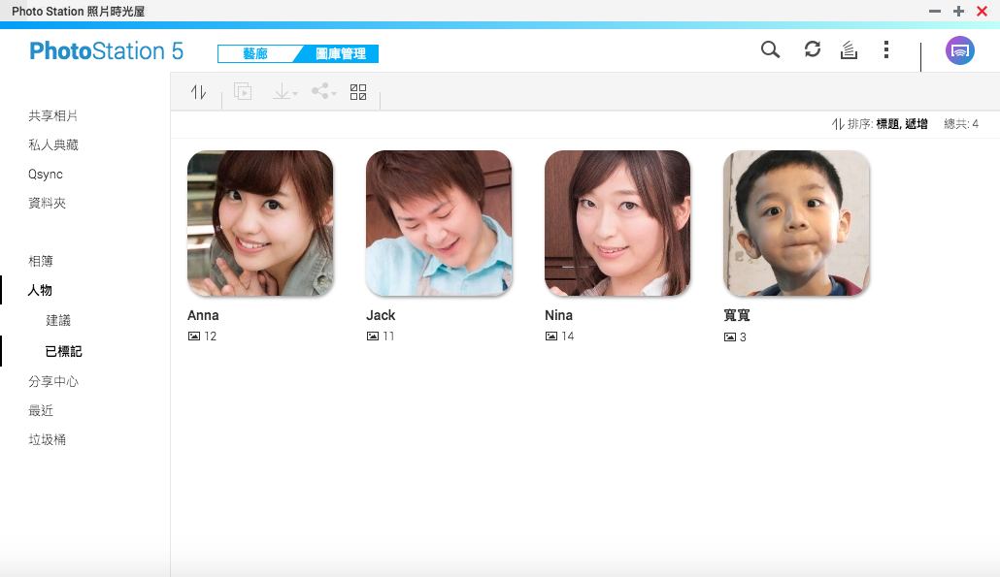 Photo Station 照片時光屋
PhotoStation 5
藝廊 圖庫管理
排序: 標題, 遞增 總共: 4
共享相片
私人典藏
Qsync
資料夾
相簿
人物
建議
已標記
分享中心
最近
垃圾桶
Anna Jack Nina 寬寬
12 11 14 3